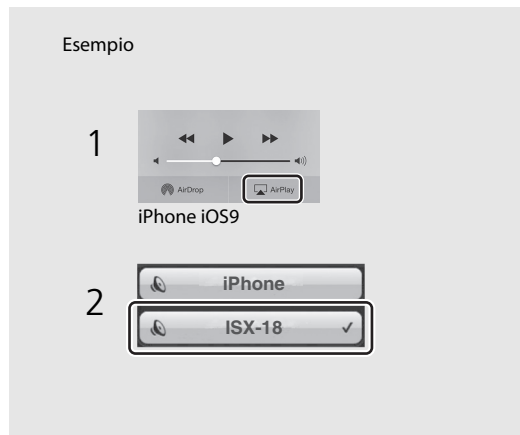 Esempio
1
AirDrop AirPlay
iPhone iOS9
2
iPhone
ISX-18